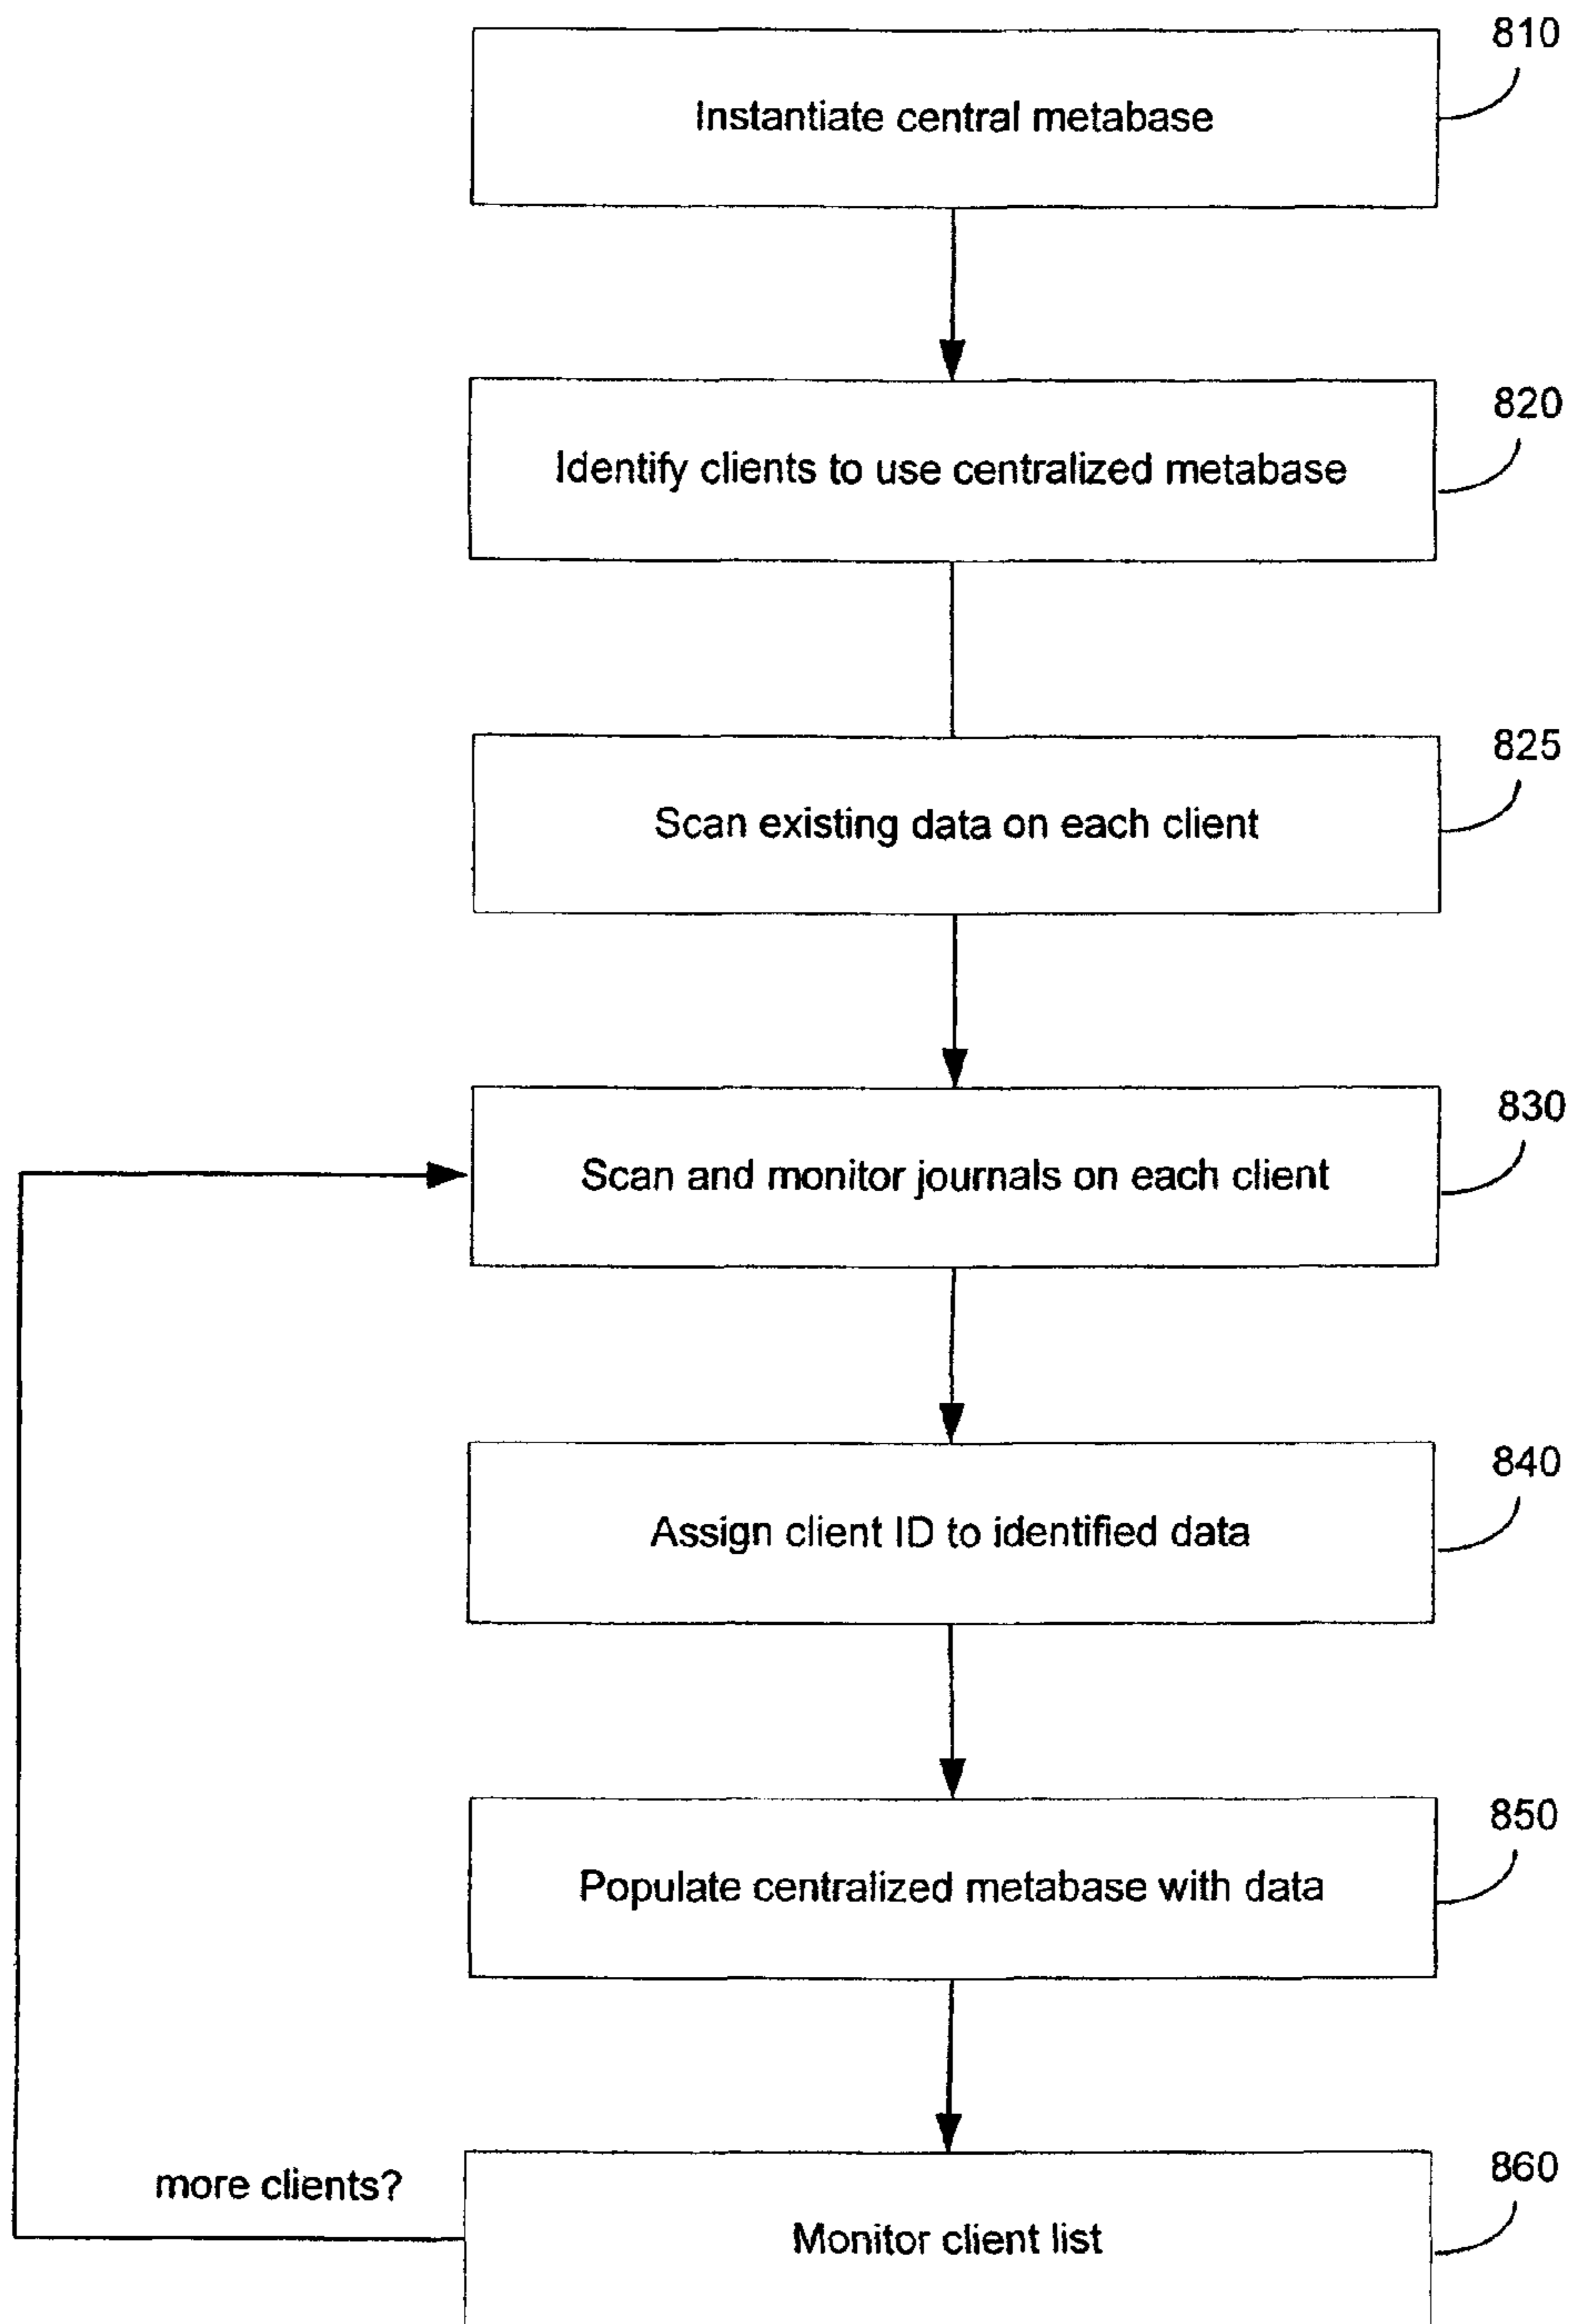 810
Instantiate central metabase
820
Identify clients to use centralized metabase
825
Scan existing data on each client
830
Scan and monitor journals on each client
840
Assign client ID to identified data
850
Populate centralized metabase with data
860
more clients?
Monitor client list